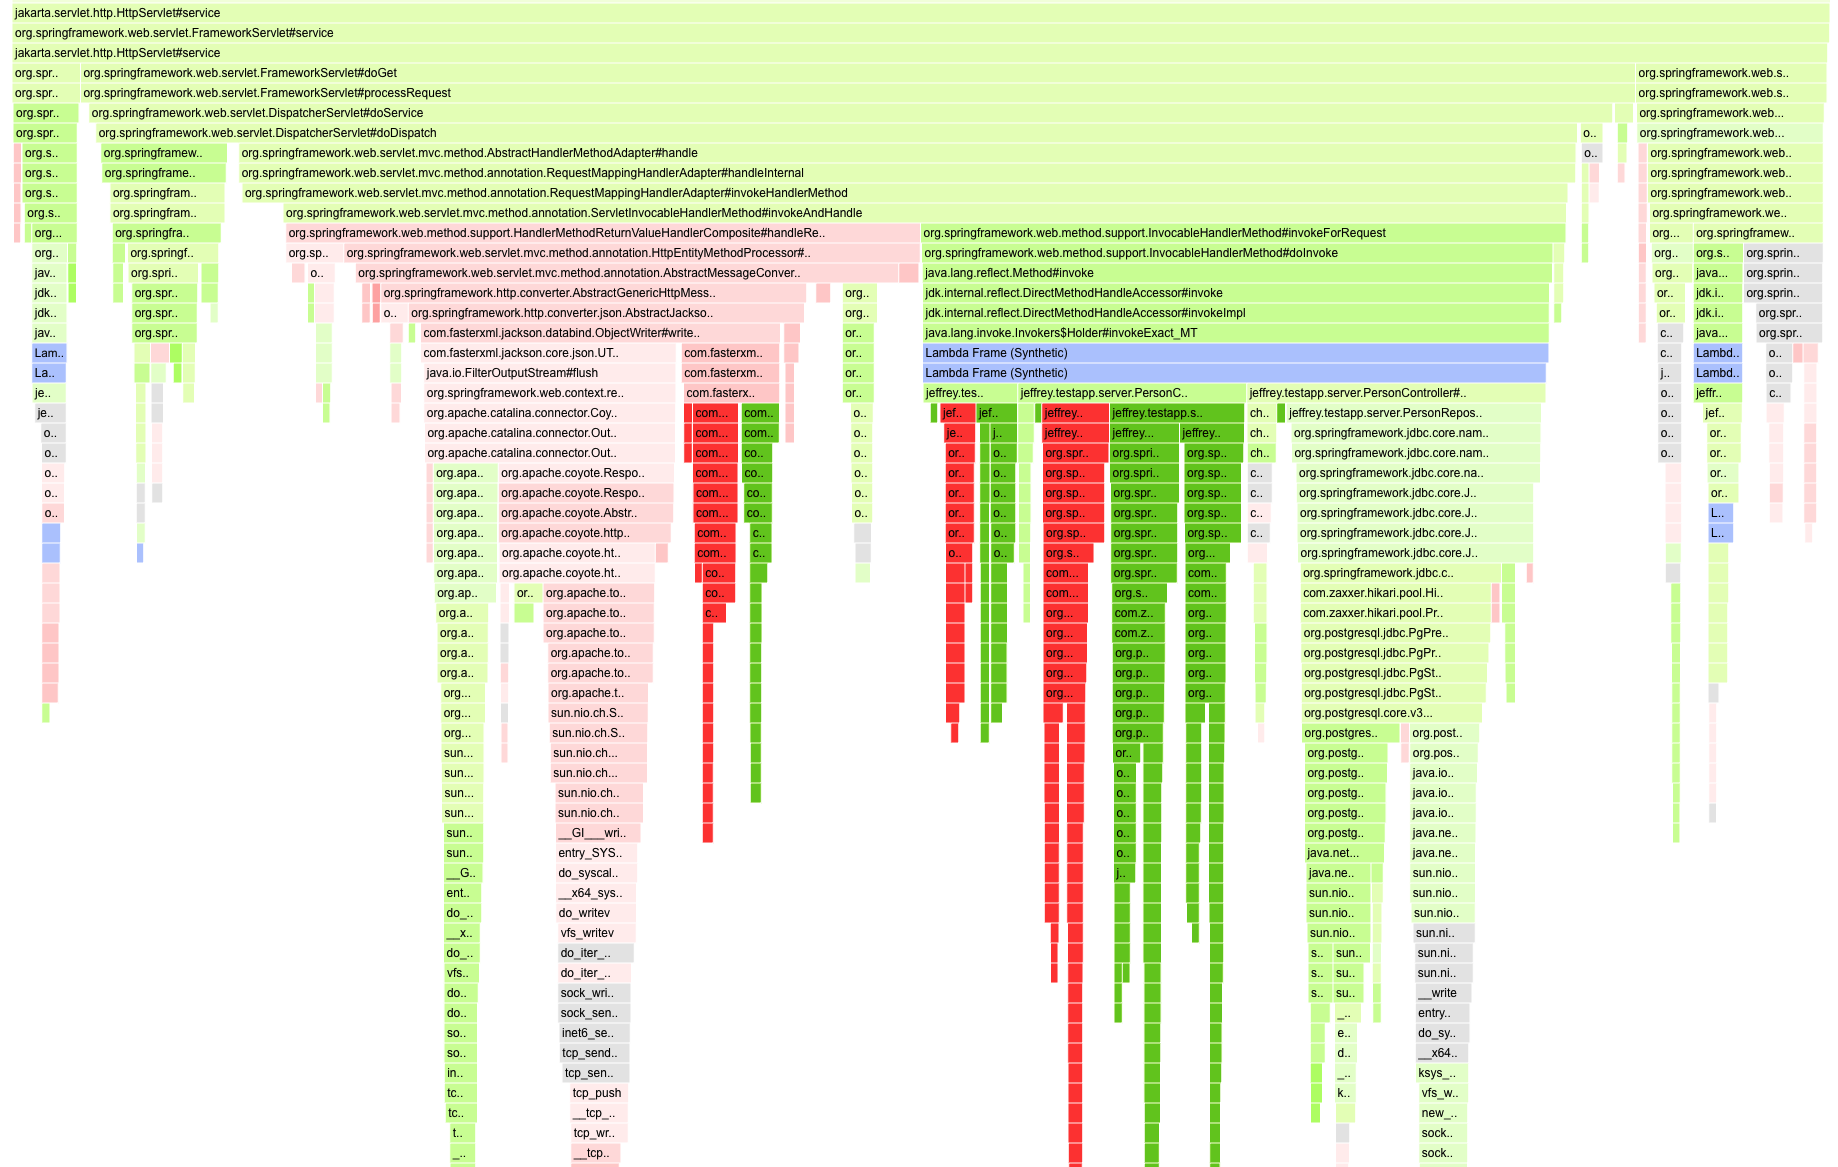 jakarta.servlet.http.HttpServlet#service
org.springframework.web.servlet.FrameworkServlet#service
jakarta.servlet.http.HttpServlet#service
org.spr.. org.springframework.web.servlet.FrameworkServlet#doGet org.springframework.web.s..
org.spr.. org.springframework.web.servlet.FrameworkServlet#processRequest org.springframework.web.s..
org.spr.. org.springframework.web.servlet.DispatcherServlet#doService org.springframework.web...
org.spr.. org.springframework.web.servlet.DispatcherServlet#doDispatch o.. org.springframework.web...
org.s.. org.springframew.. org.springframework.web.servlet.mvc.method.AbstractHandlerMethodAdapter#handle o.. org.springframework.web..
org.s.. org.springframe.. org.springframework.web.servlet.mvc.method.annotation.RequestMappingHandlerAdapter#handleInternal org.springframework.web..
org.s.. org.springfram.. org.springframework.web.servlet.mvc.method.annotation.RequestMappingHandlerAdapter#invokeHandlerMethod org.springframework.web..
org.s.. org.springfram.. org.springframework.web.servlet.mvc.method.annotation.ServletInvocableHandlerMethod#invokeAndHandle org.springframework.we..
org... org.springfra.. org.springframework.web.method.support.HandlerMethodReturnValueHandlerComposite#handleRe.. org.springframework.web.method.support.InvocableHandlerMethod#invokeForRequest org... org.springframew..
org.. org.springf.. org.sp.. org.springframework.web.servlet.mvc.method.annotation.HttpEntityMethodProcessor#.. org.springframework.web.method.support.InvocableHandlerMethod#doInvoke org.. org.s.. org.sprin..
jav.. org.spri.. o.. org.springframework.web.servlet.mvc.method.annotation.AbstractMessageConver.. java.lang.reflect.Method#invoke org.. java... org.sprin..
jdk.. org.spr.. org.springframework.http.converter.AbstractGenericHttpMess.. org.. jdk.internal.reflect.DirectMethodHandleAccessor#invoke or.. jdk.i.. org.sprin..
jdk.. org.spr.. o.. org.springframework.http.converter.json.AbstractJackso.. org.. jdk.internal.reflect.DirectMethodHandleAccessor#invokeImpl or.. jdk.i.. org.spr..
jav.. org.spr.. com.fasterxml.jackson.databind.ObjectWriter#write.. or.. java.lang.invoke.Invokers$Holder#invokeExact_MT c.. java... org.spr..
Lam.. com.fasterxml.jackson.core.json.UT.. com.fasterxm.. or.. Lambda Frame (Synthetic) c.. Lambd.. o..
La.. java.io.FilterOutputStream#flush com.fasterxm.. or.. Lambda Frame (Synthetic) j.. Lambd.. o..
je.. org.springframework.web.context.re.. com.fasterx.. or.. jeffrey.tes.. jeffrey.testapp.server.PersonC.. jeffrey.testapp.server.PersonController#.. o.. jeffr.. c..
je.. org.apache.catalina.connector.Coy.. com... com.. o.. jef.. jef.. jeffrey.. jeffrey.testapp.s.. ch.. jeffrey.testapp.server.PersonRepos.. o.. jef..
o.. org.apache.catalina.connector.Out.. com... com.. o.. je.. j.. jeffrey.. jeffrey... jeffrey.. ch.. org.springframework.jdbc.core.nam.. o.. or..
o.. org.apache.catalina.connector.Out.. com... co.. o.. or.. o.. org.spr.. org.spri.. org.sp.. ch.. org.springframework.jdbc.core.nam.. o.. or..
o.. org.apa.. org.apache.coyote.Respo.. com... co.. o.. or.. o.. org.sp.. org.spri.. org.sp.. c.. org.springframework.jdbc.core.na.. or..
o.. org.apa.. org.apache.coyote.Respo.. com... co.. o.. or.. o.. org.sp.. org.spr.. org.sp.. c.. org.springframework.jdbc.core.J.. or..
o.. org.apa.. org.apache.coyote.Abstr.. com... co.. o.. or.. o.. org.sp.. org.spr.. org.sp.. c.. org.springframework.jdbc.core.J.. L..
org.apa.. org.apache.coyote.http.. com... c.. or.. o.. org.sp.. org.spr.. org.sp.. c.. org.springframework.jdbc.core.J.. L..
org.apa.. org.apache.coyote.ht.. com... c.. o.. o.. org.s.. org.spr.. org... org.springframework.jdbc.core.J..
org.apa.. org.apache.coyote.ht.. co.. com... org.spr.. com.. org.springframework.jdbc.c..
org.ap.. or.. org.apache.to.. co.. com... org.s.. com.. com.zaxxer.hikari.pool.Hi..
org.a.. org.apache.to.. c.. org... com.z.. org.. com.zaxxer.hikari.pool.Pr..
org.a.. org.apache.to.. org... com.z.. org.. org.postgresql.jdbc.PgPre..
org.a.. org.apache.to.. org... org.p.. org.. org.postgresql.jdbc.PgPr..
org.a.. org.apache.to.. org... org.p.. org.. org.postgresql.jdbc.PgSt..
org... org.apache.t.. org... org.p.. org.. org.postgresql.jdbc.PgSt..
org... sun.nio.ch.S.. org.p.. org.postgresql.core.v3...
org... sun.nio.ch.S.. org.p.. org.postgres.. org.post..
sun... sun.nio.ch... or.. org.postg.. org.pos..
sun... sun.nio.ch... o.. org.postg.. java.io..
sun... sun.nio.ch.. o.. org.postg.. java.io..
sun... sun.nio.ch.. o.. org.postg.. java.io..
sun.. __GI___wri.. o.. org.postg.. java.ne..
sun.. entry_SYS.. o.. java.net... java.ne..
__G.. do_syscal.. j.. java.ne.. sun.nio..
ent.. __x64_sys.. sun.nio.. sun.nio..
do_.. do_writev sun.nio.. sun.nio..
__x.. vfs_writev sun.nio.. sun.ni..
do_.. do_iter_.. s.. sun.. sun.ni..
vfs.. do_iter_.. s.. su.. sun.ni..
do.. sock_wri.. s.. su.. __write
do.. sock_sen.. _.. entry..
so.. inet6_se.. e.. do_sy..
so.. tcp_send.. d.. __x64..
in.. tcp_sen.. _.. ksys_..
tc.. tcp_push k.. vfs_w..
tc.. __tcp_.. new_..
t.. tcp_wr.. sock..
_.. __tcp.. sock..